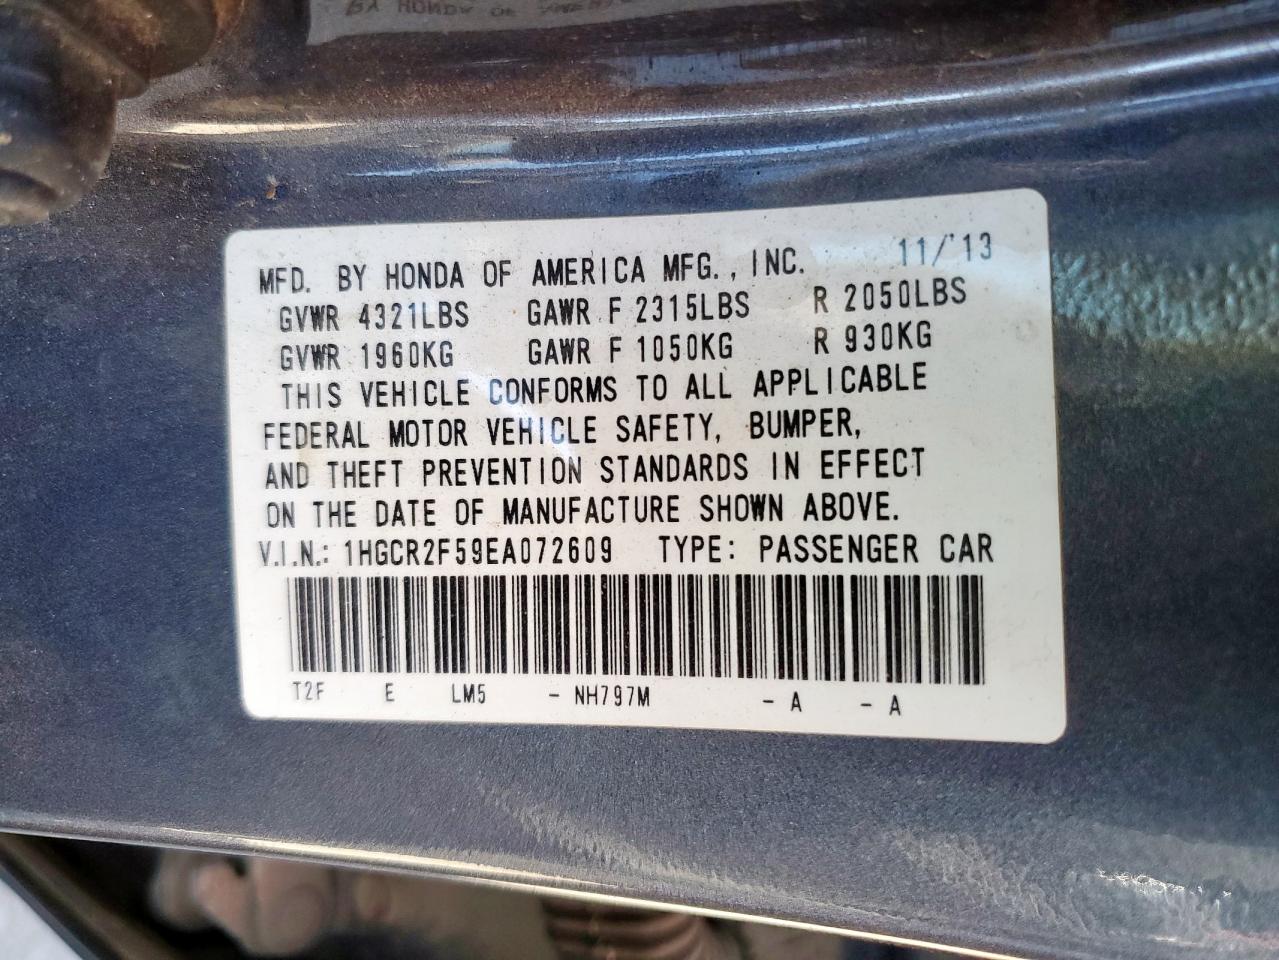 MFD. BY HONDA OF AMERICA MFG., INC. 11/'13
GVWR 4321LBS GAWR F 2315LBS R 2050LBS
GVWR 1960KG GAWR F 1050KG R 930KG
THIS VEHICLE CONFORMS TO ALL APPLICABLE
FEDERAL MOTOR VEHICLE SAFETY, BUMPER,
AND THEFT PREVENTION STANDARDS IN EFFECT
ON THE DATE OF MANUFACTURE SHOWN ABOVE.
V.I.N.: 1HGCR2F59EA072609 TYPE: PASSENGER CAR
T2F E LM5 - NH797M - A - A